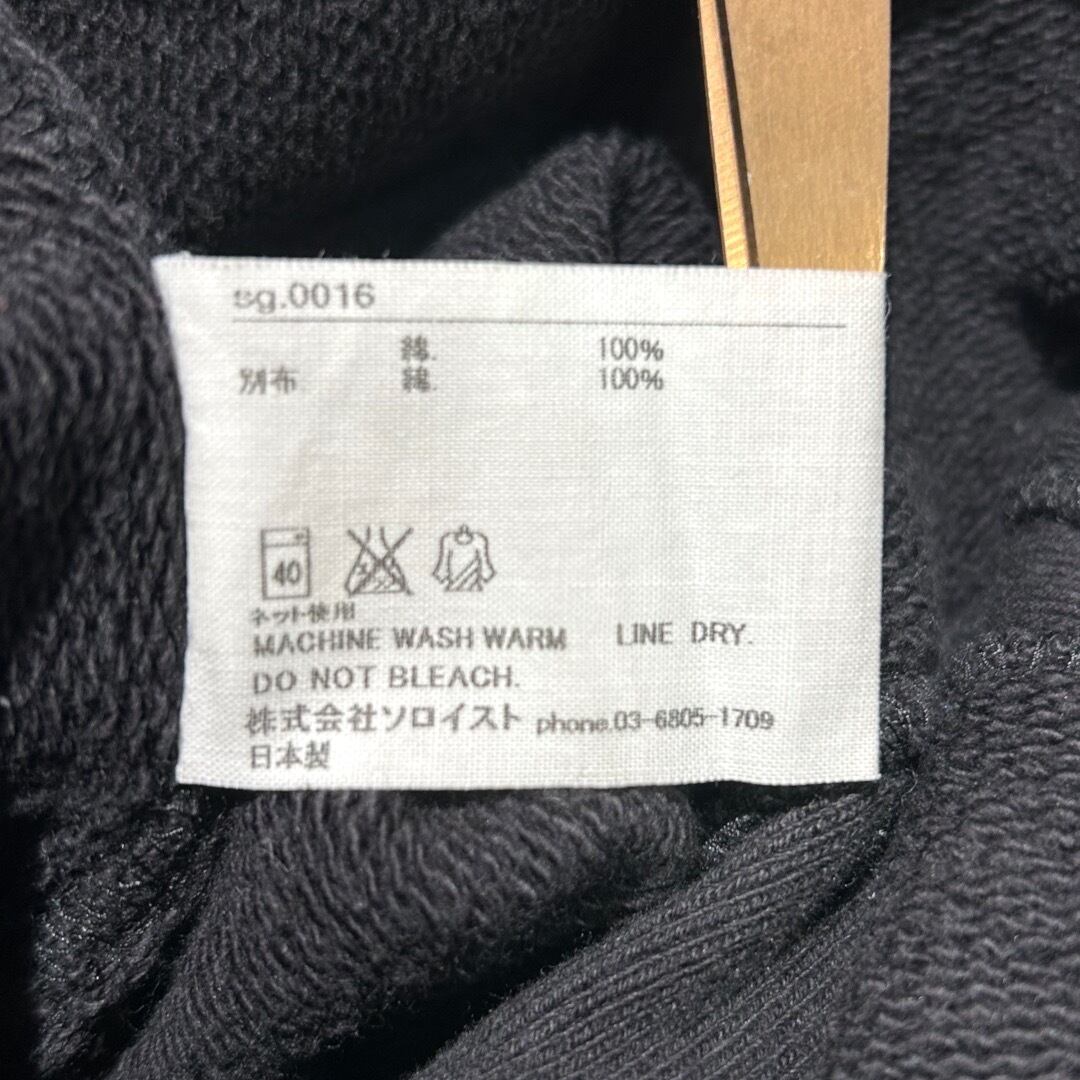 sg.0016
綿. 100%
別布 綿. 100%
40
ネット使用
MACHINE WASH WARM LINE DRY.
DO NOT BLEACH.
株式会社ソロイスト phone.03-6805-1709
日本製